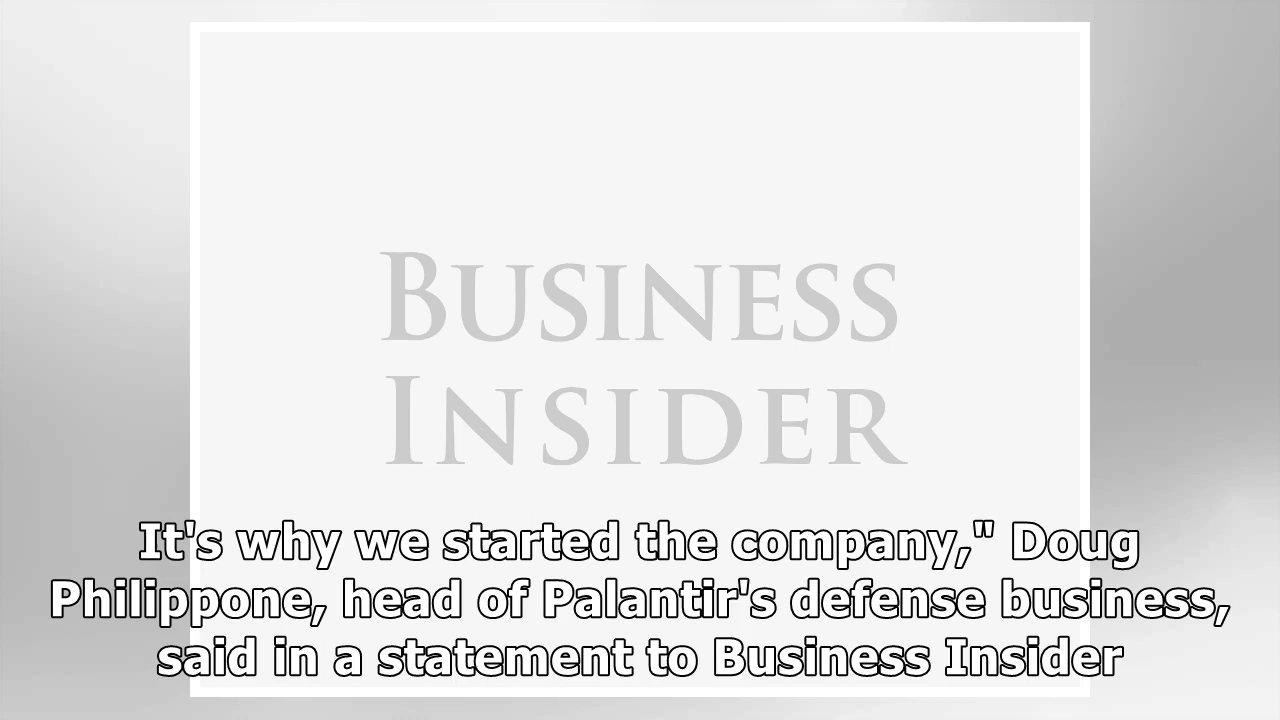 BUSINESS
INSIDER
It's why we started the company," Doug
Philippone, head of Palantir's defense business,
said in a statement to Business Insider